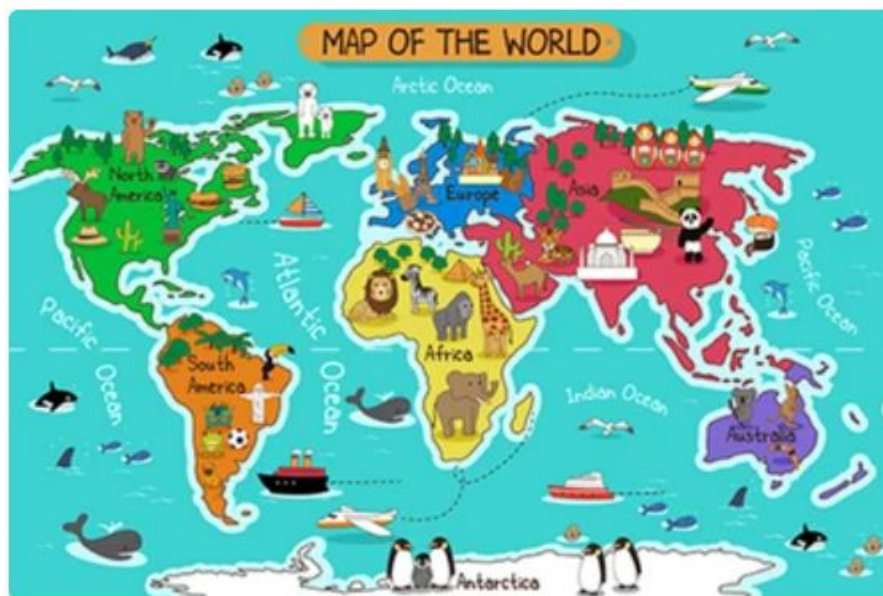 MAP OF THE WORLD
Arctic Ocean
North
America
Europe
Asia
Atlantic
Ocean
Pacific
Ocean
Pacific Ocean
South
America
Africa
Indian Ocean
Australia
Antarctica